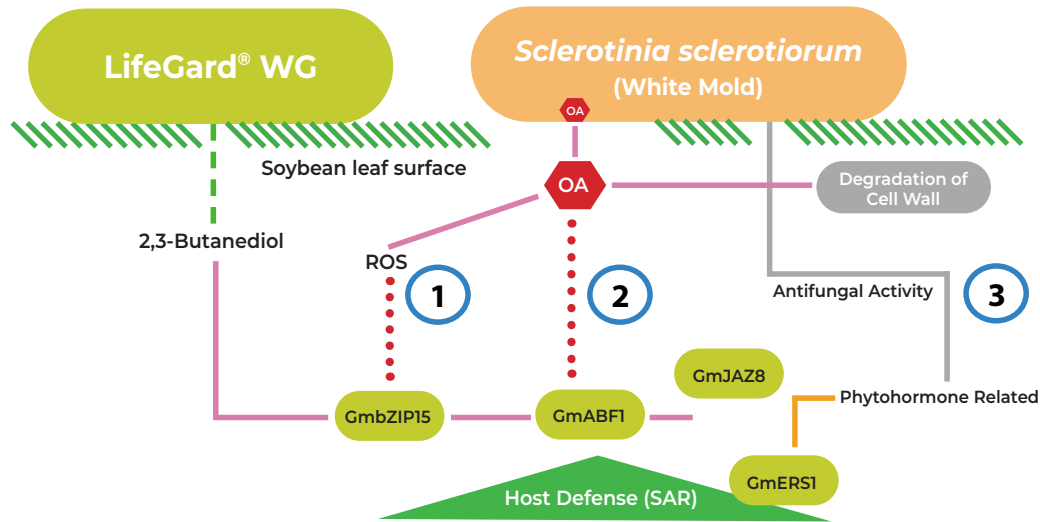 LifeGard® WG
Sclerotinia sclerotiorum
(White Mold)
OA
Soybean leaf surface
OA
Degradation of
Cell Wall
2,3-Butanediol
ROS
1
2
Antifungal Activity
3
GmJAZ8
Phytohormone Related
GmbZIP15
GmABF1
GmERS1
Host Defense (SAR)